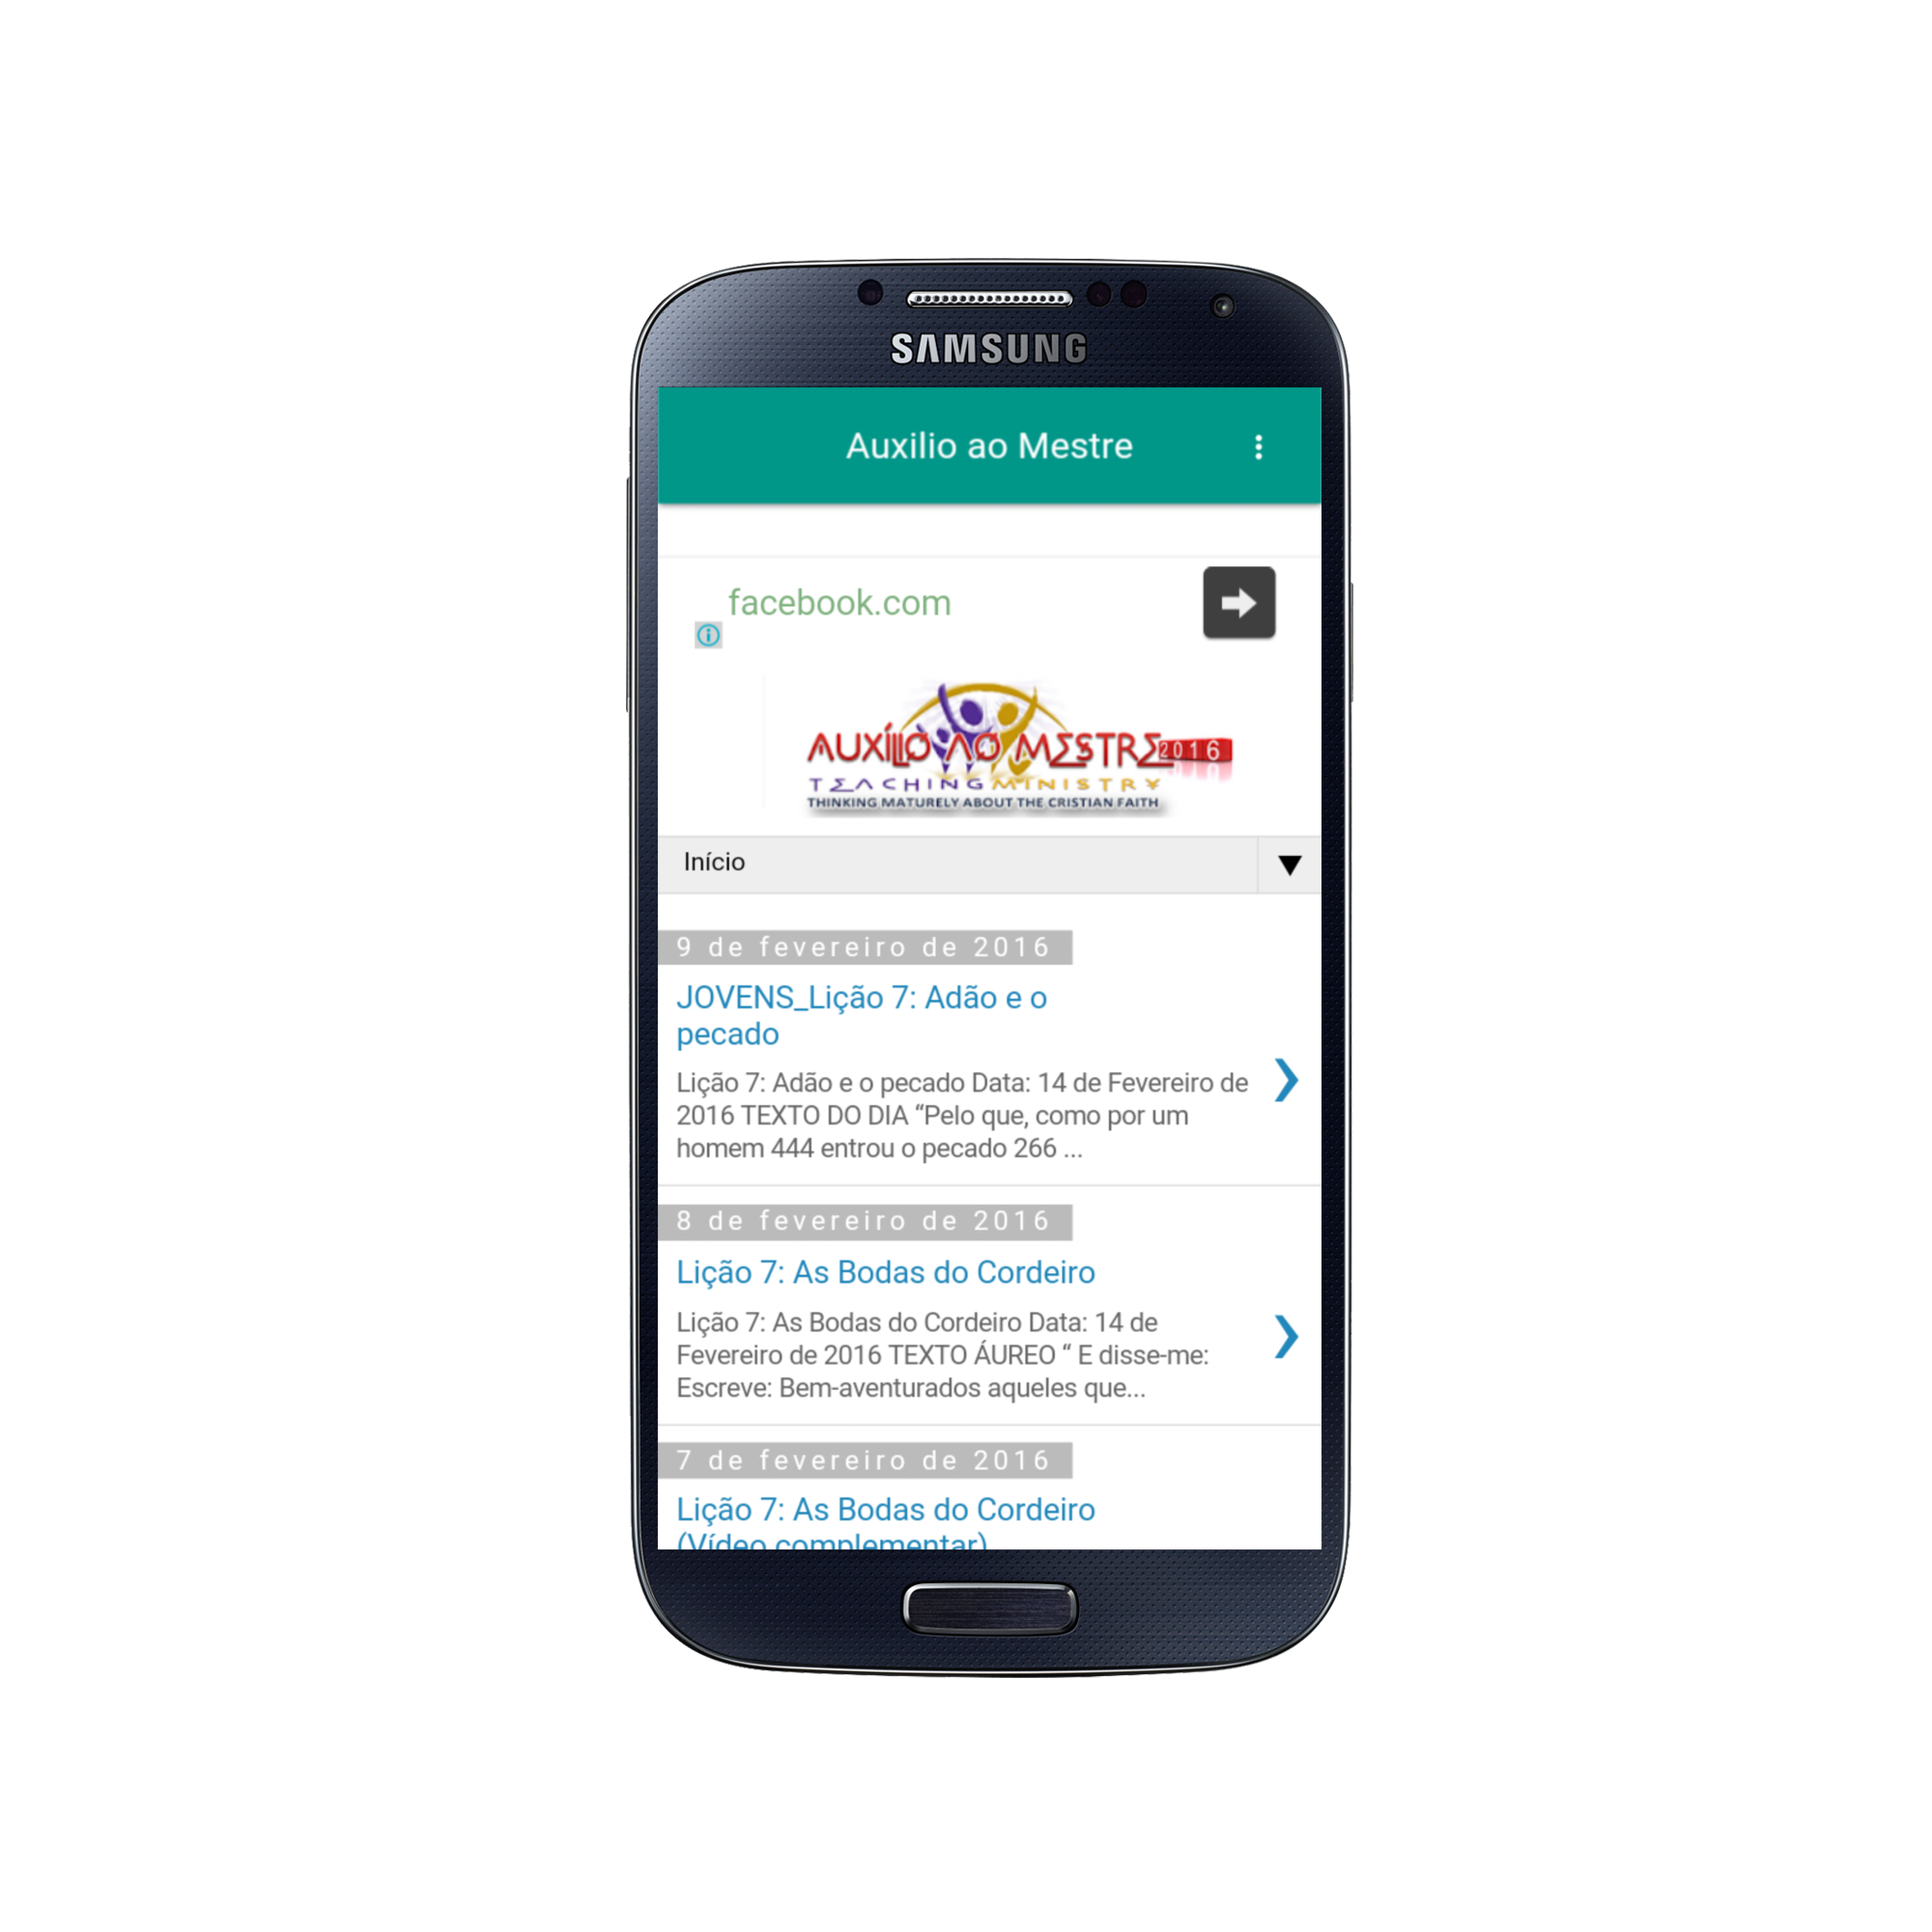 SAMSUNG
Auxilio ao Mestre
facebook.com
AUXÍLIO AO MESTRE 2016
TEACHING MINISTRY
THINKING MATURELY ABOUT THE CRISTIAN FAITH
Início
9 de fevereiro de 2016
JOVENS_Lição 7: Adão e o
pecado
Lição 7: Adão e o pecado Data: 14 de Fevereiro de
2016 TEXTO DO DIA “Pelo que, como por um
homem 444 entrou o pecado 266 ...
8 de fevereiro de 2016
Lição 7: As Bodas do Cordeiro
Lição 7: As Bodas do Cordeiro Data: 14 de
Fevereiro de 2016 TEXTO ÁUREO “ E disse-me:
Escreve: Bem-aventurados aqueles que...
7 de fevereiro de 2016
Lição 7: As Bodas do Cordeiro
(Vídeo complementar)